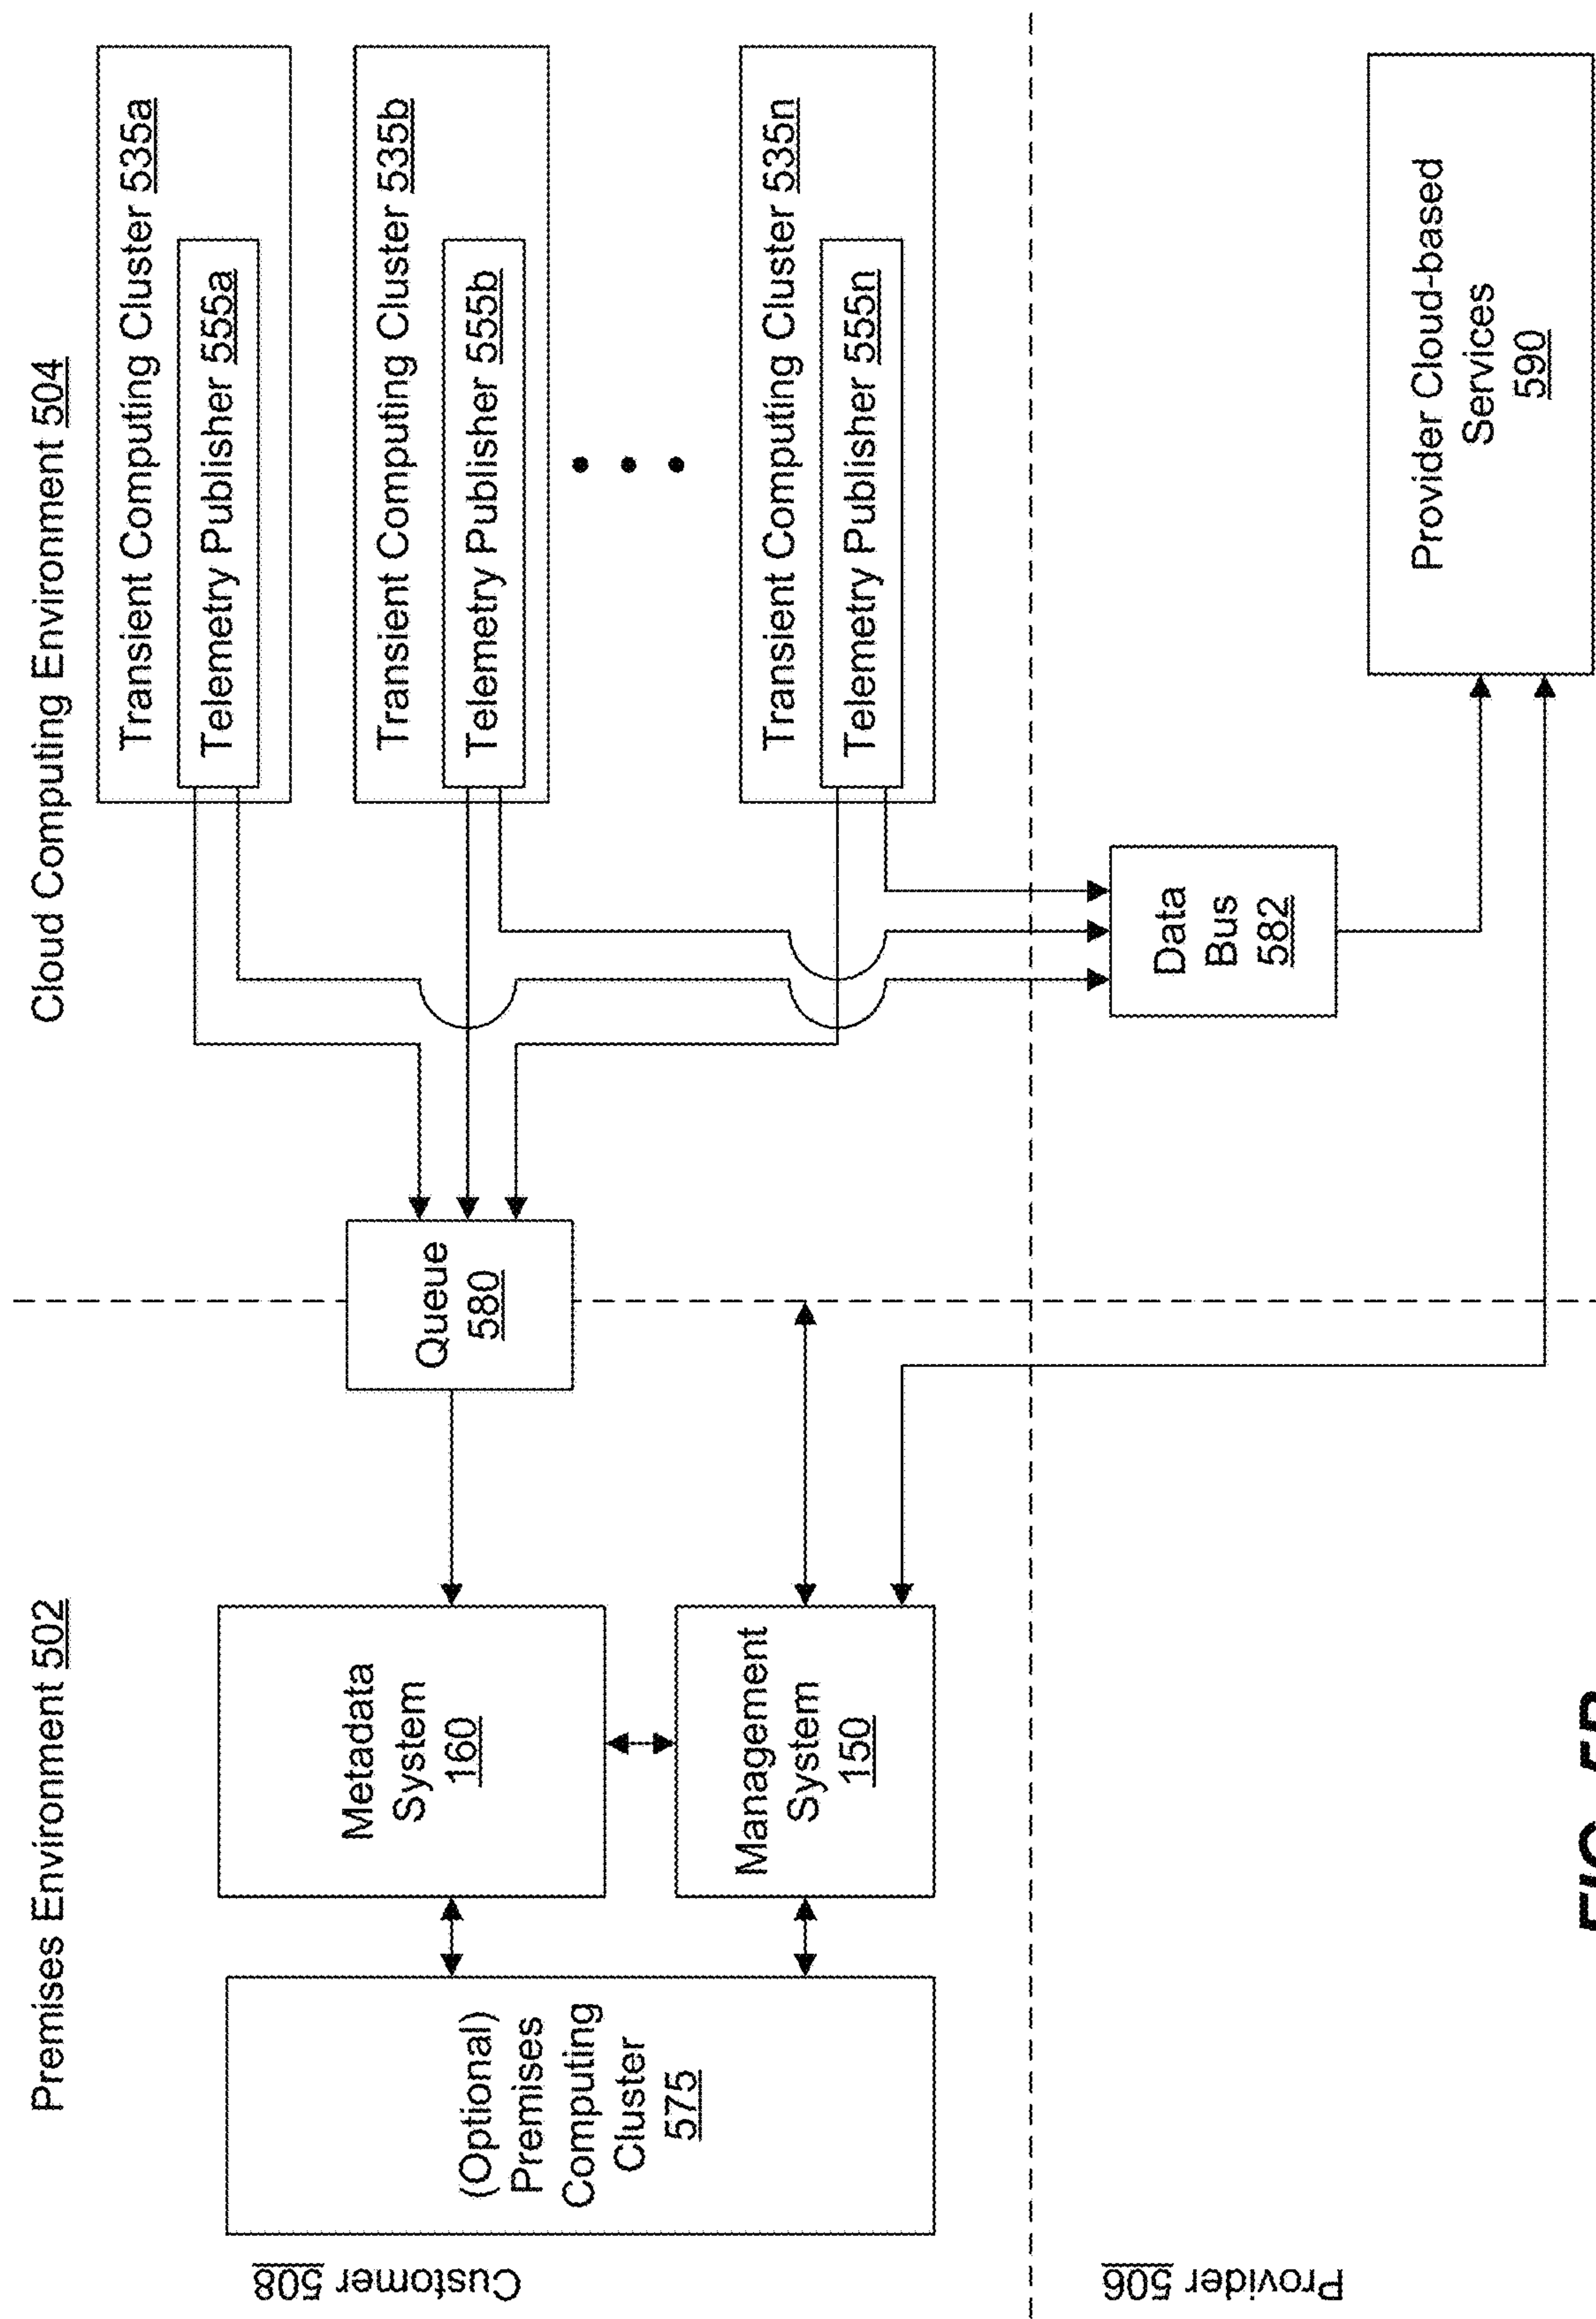 Premises Environment 502
Cloud Computing Environment 504
Customer 508
(Optional)
Premises
Computing
Cluster
575
Metadata
System
160
Management
System
150
Queue
580
Transient Computing Cluster 535a
Telemetry Publisher 555a
Transient Computing Cluster 535b
Telemetry Publisher 555b
Transient Computing Cluster 535n
Telemetry Publisher 555n
Provider 506
Data
Bus
582
Provider Cloud-based
Services
590